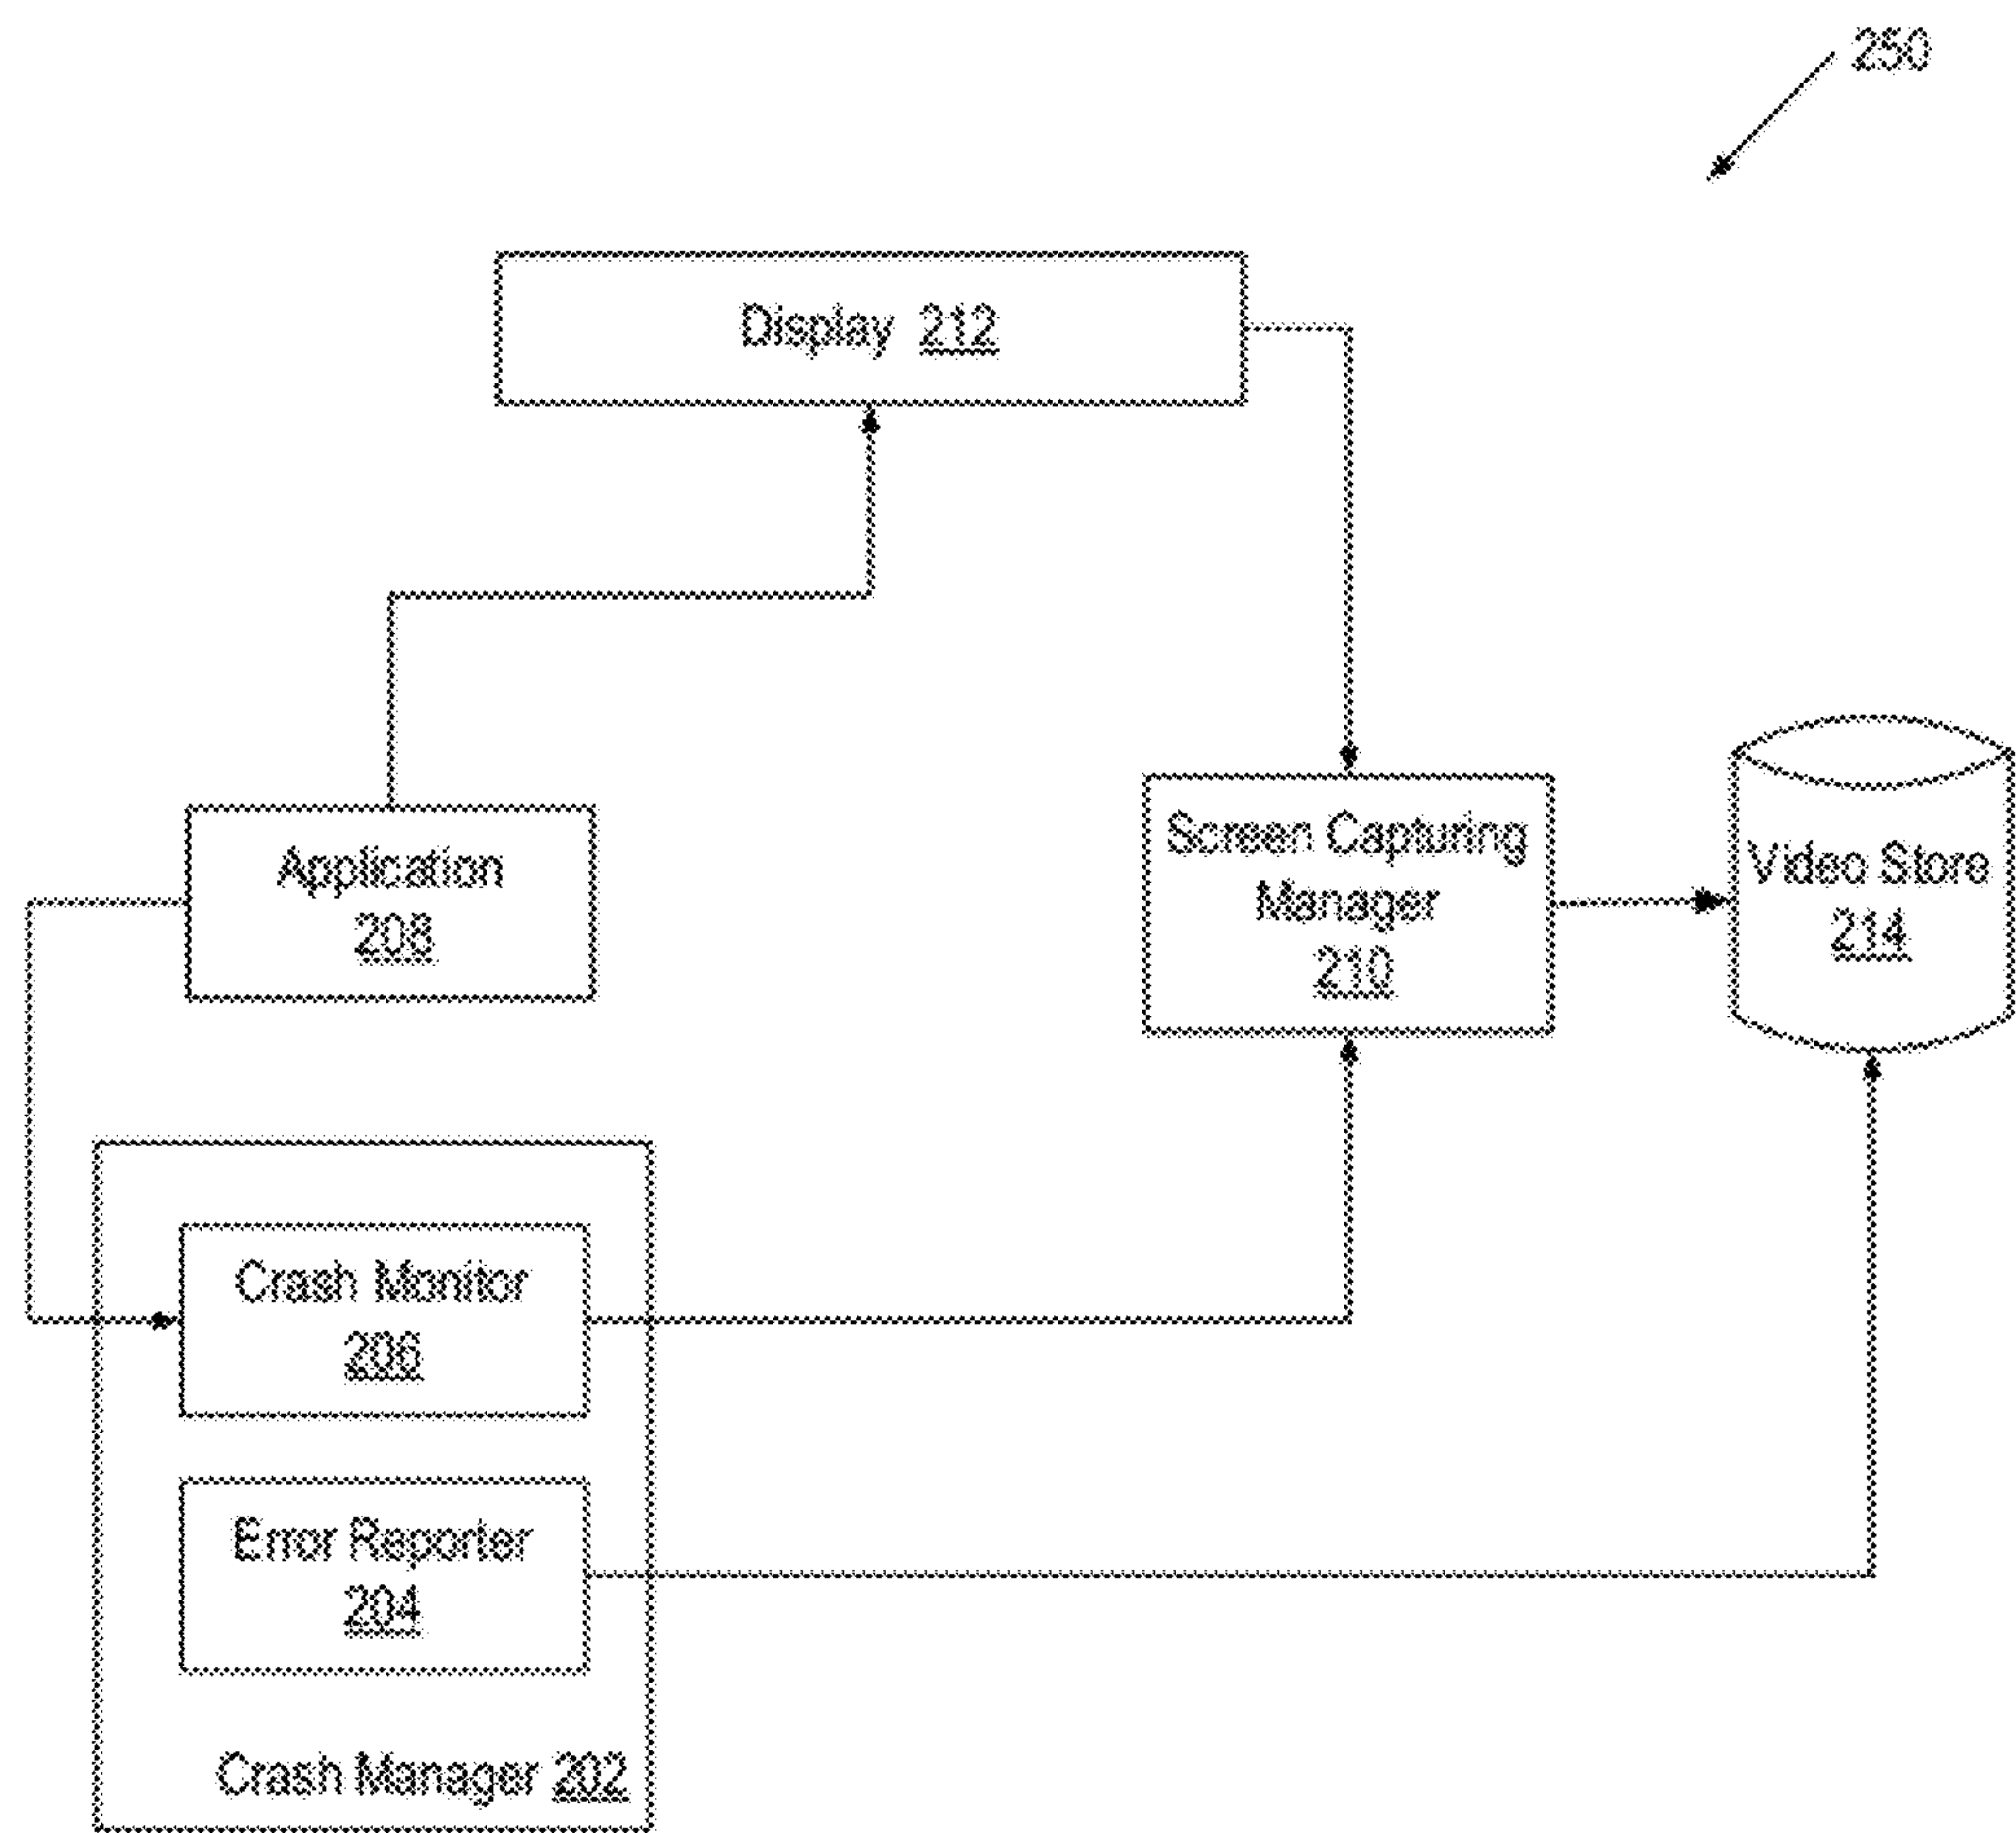 250
Display 212
Application
208
Screen Capturing
Manager
210
Video Store
214
Crash Monitor
206
Error Reporter
204
Crash Manager 202